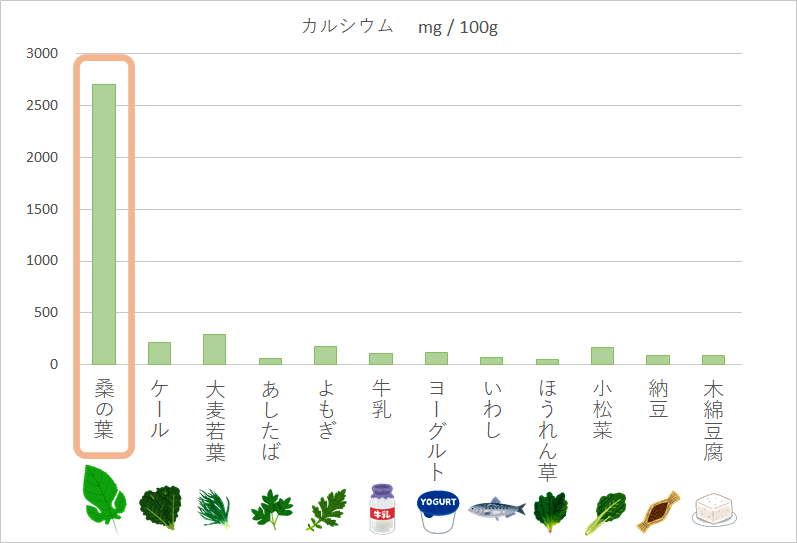 カルシウム mg / 100g
3000
2500
2000
1500
1000
500
0
桑の葉
ケール
大麦若葉
あしたば
よもぎ
牛乳
ヨーグルト
いわし
ほうれん草
小松菜
納豆
木綿豆腐
牛乳
YOGURT